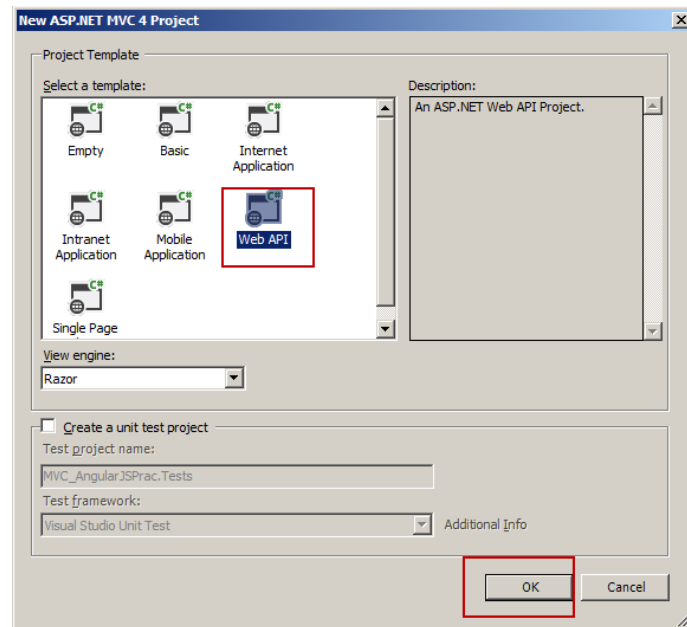 New ASP.NET MVC 4 Project
Project Template
Select a template:
Description:
C# C# C#
Empty Basic Internet
Application
An ASP.NET Web API Project.
C# C# C#
Intranet
Application
Mobile
Application
Web API
C#
Single Page
View engine:
Razor
Create a unit test project
Test project name:
MVC_AngularJSPrac.Tests
Test framework:
Visual Studio Unit Test
Additional Info
OK Cancel